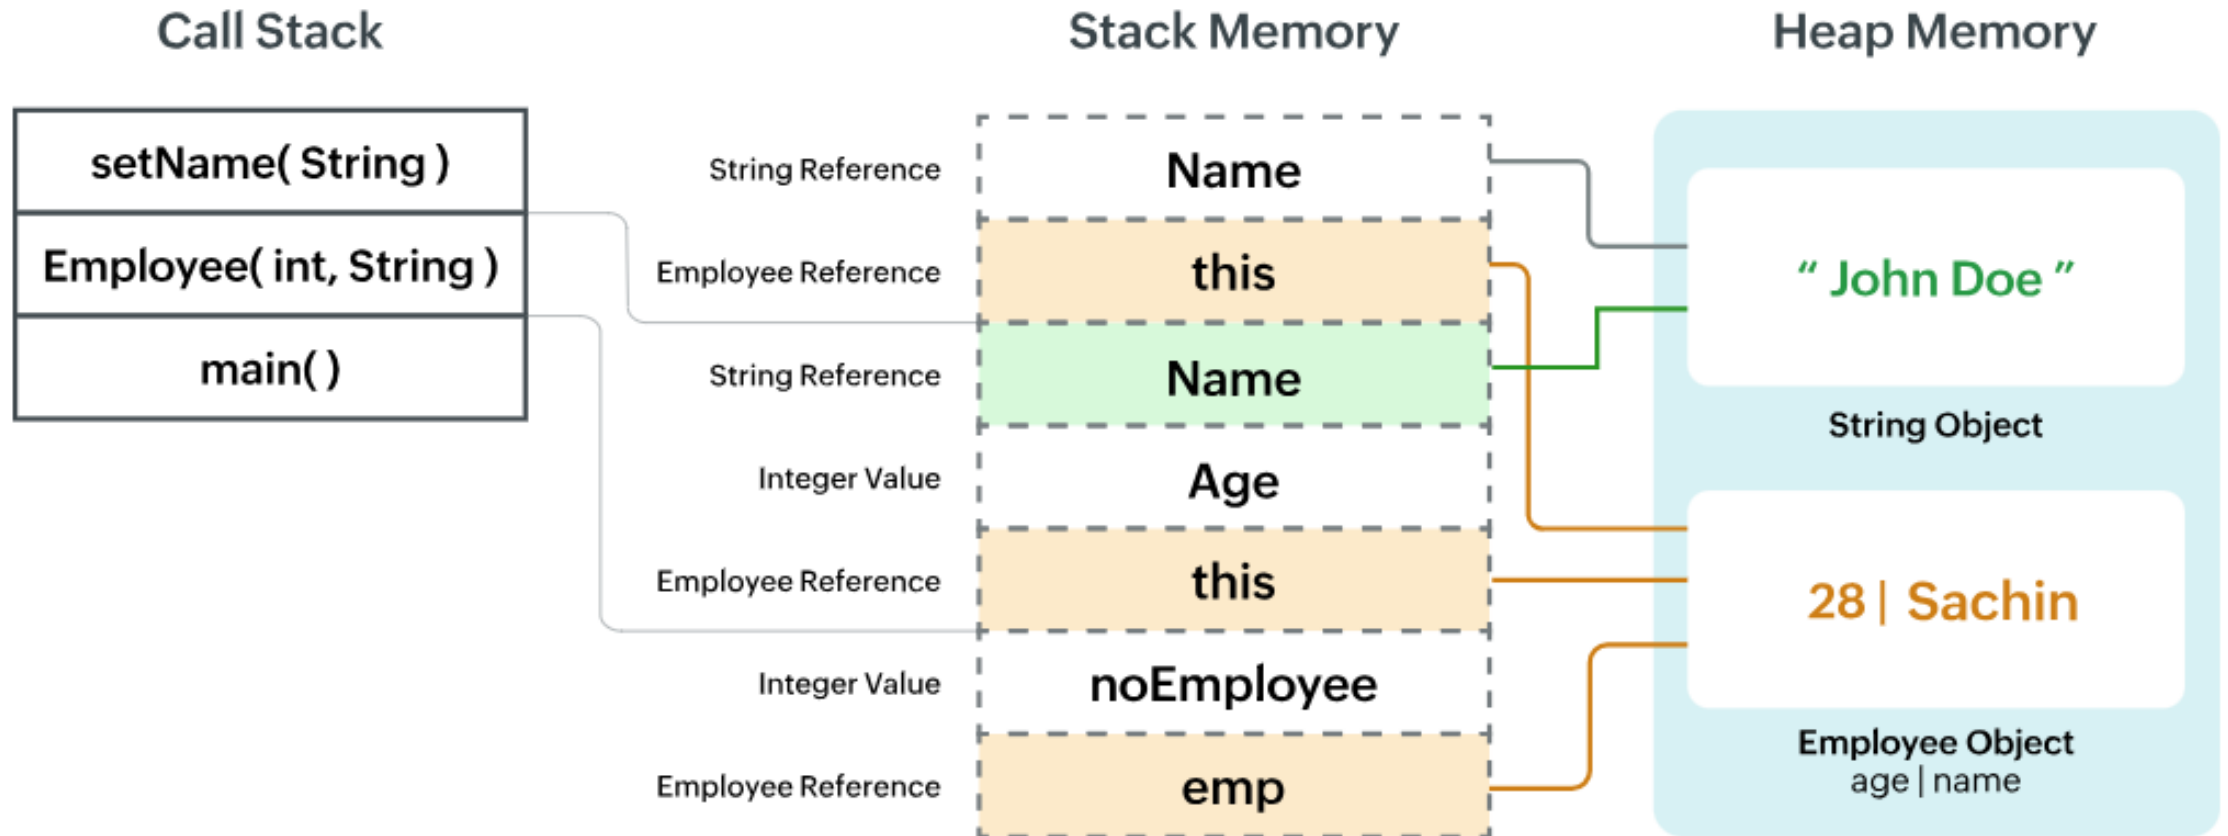 Call Stack
Stack Memory
Heap Memory
setName( String )
Employee( int, String )
main( )
String Reference
Name
Employee Reference
this
String Reference
Name
Integer Value
Age
Employee Reference
this
Integer Value
noEmployee
Employee Reference
emp
“ John Doe ”
String Object
28 | Sachin
Employee Object
age | name